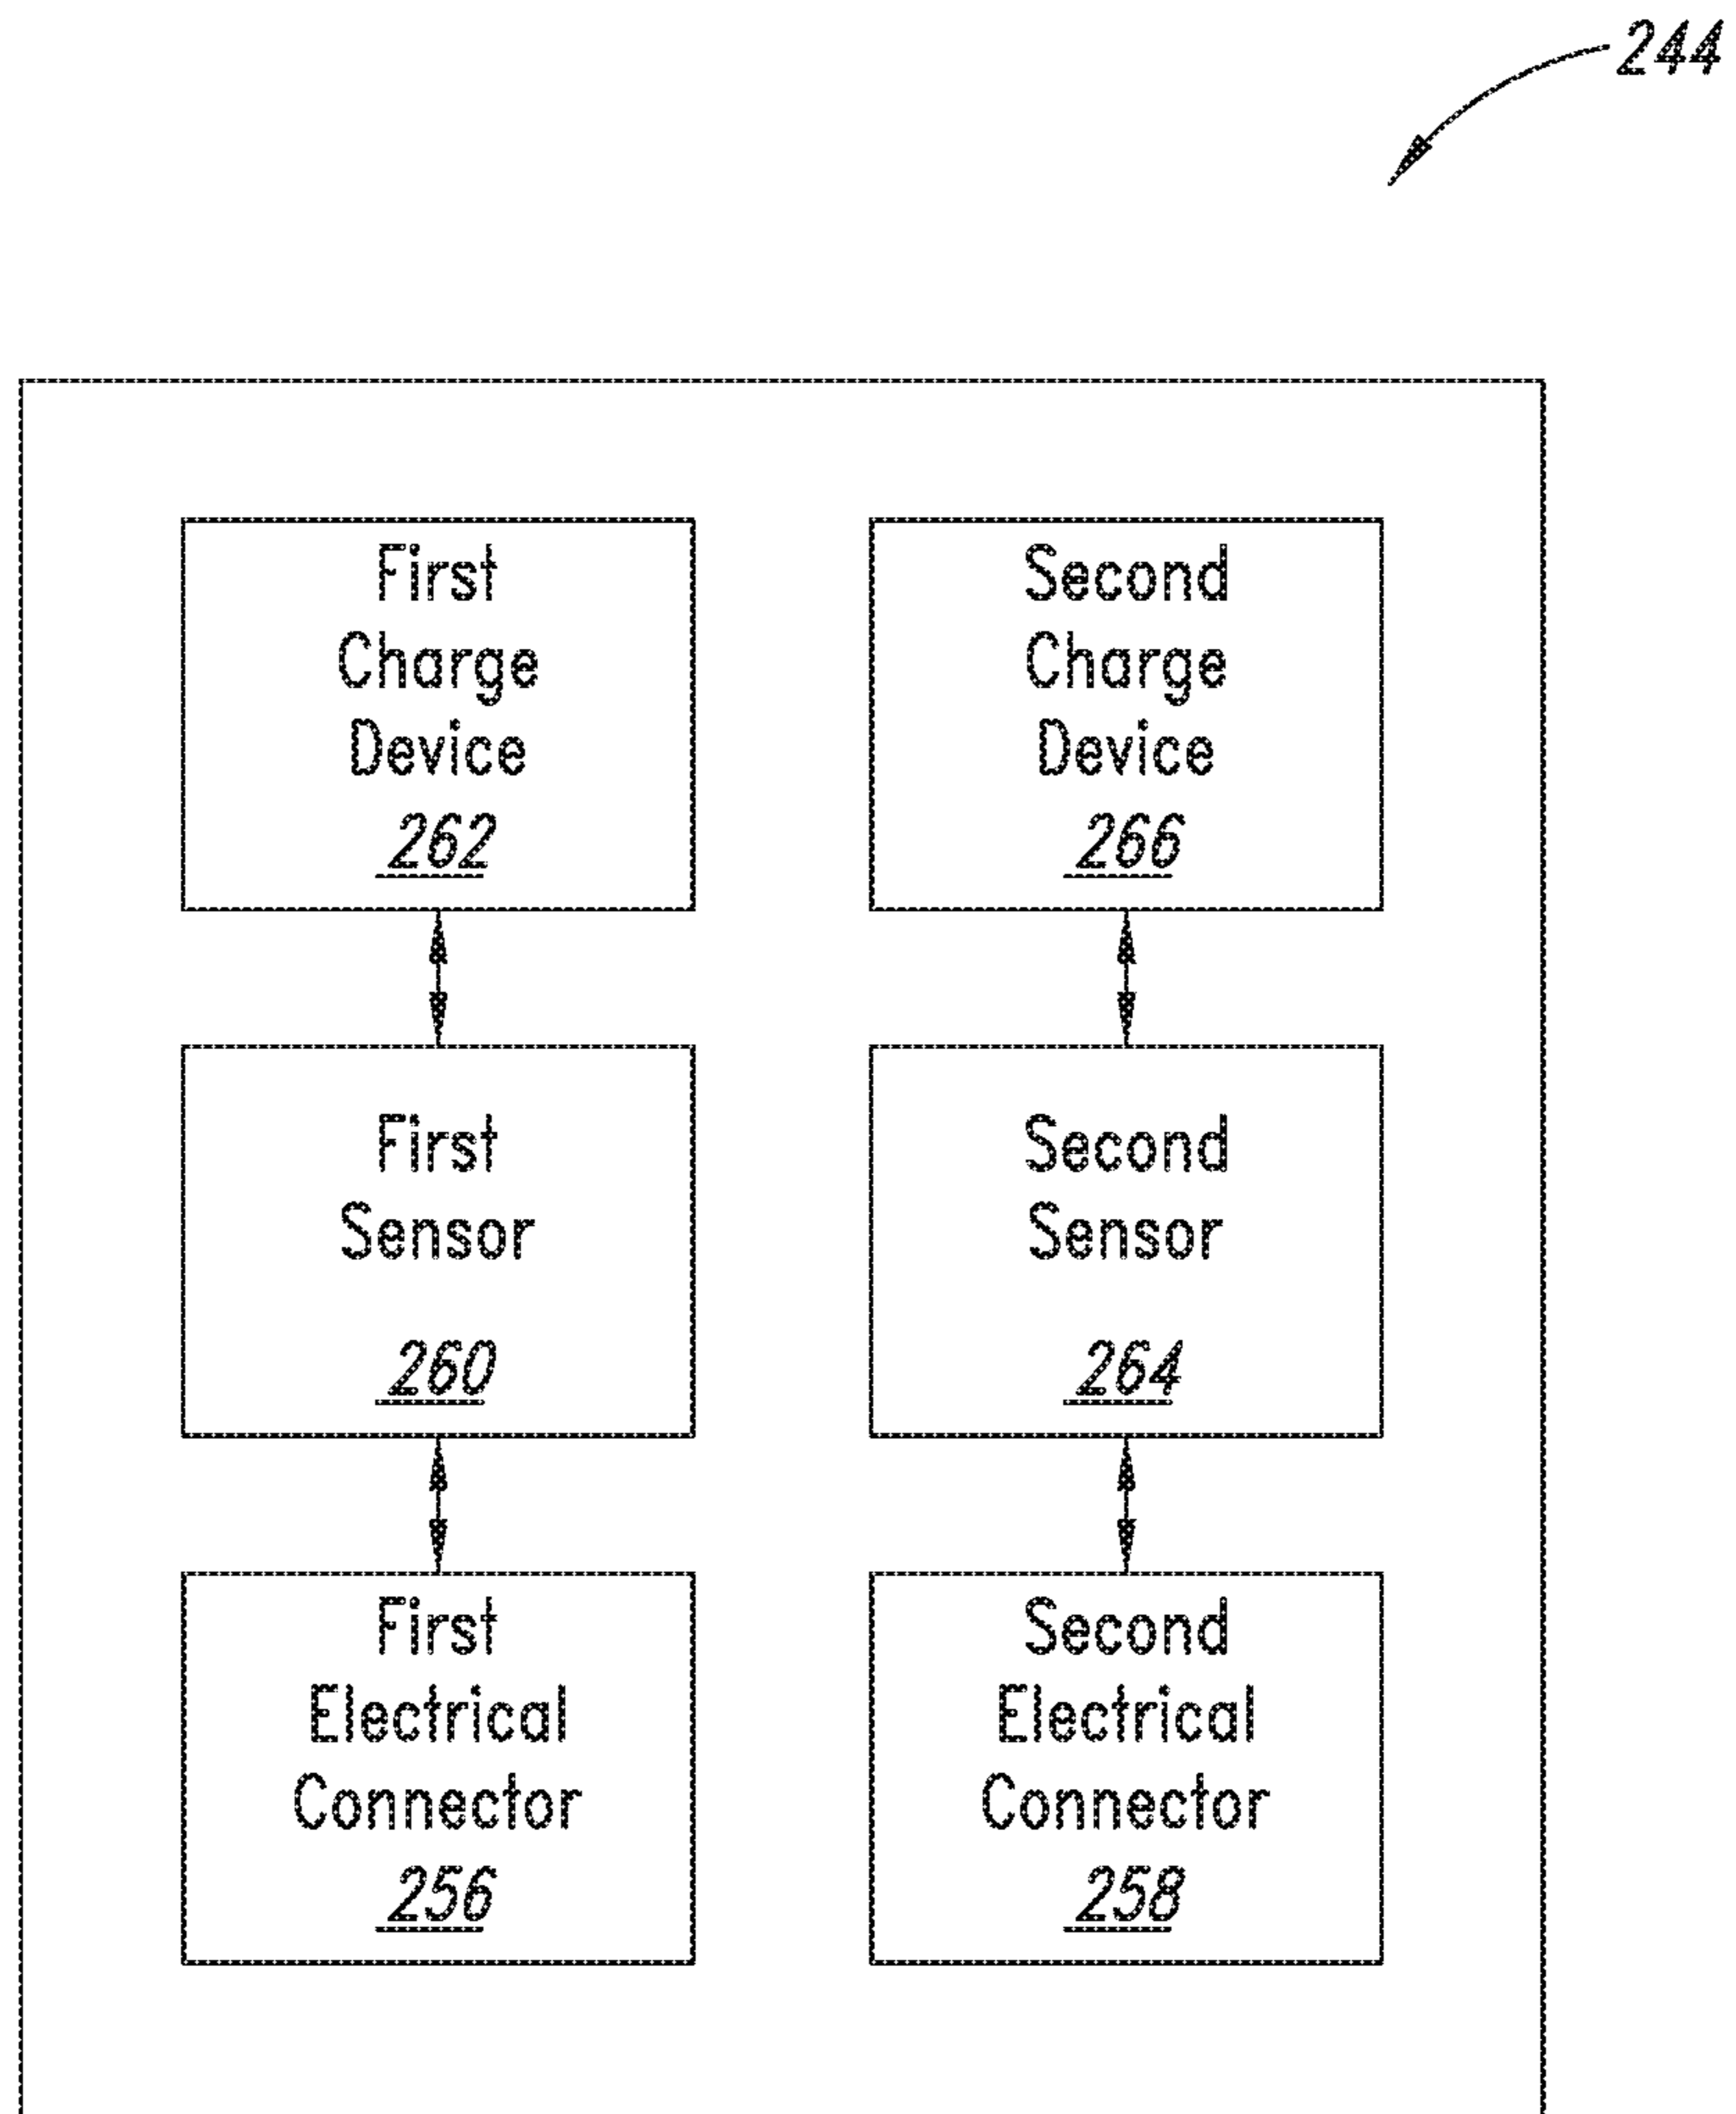 244
First
Charge
Device
262
Second
Charge
Device
266
First
Sensor
260
Second
Sensor
264
First
Electrical
Connector
256
Second
Electrical
Connector
258